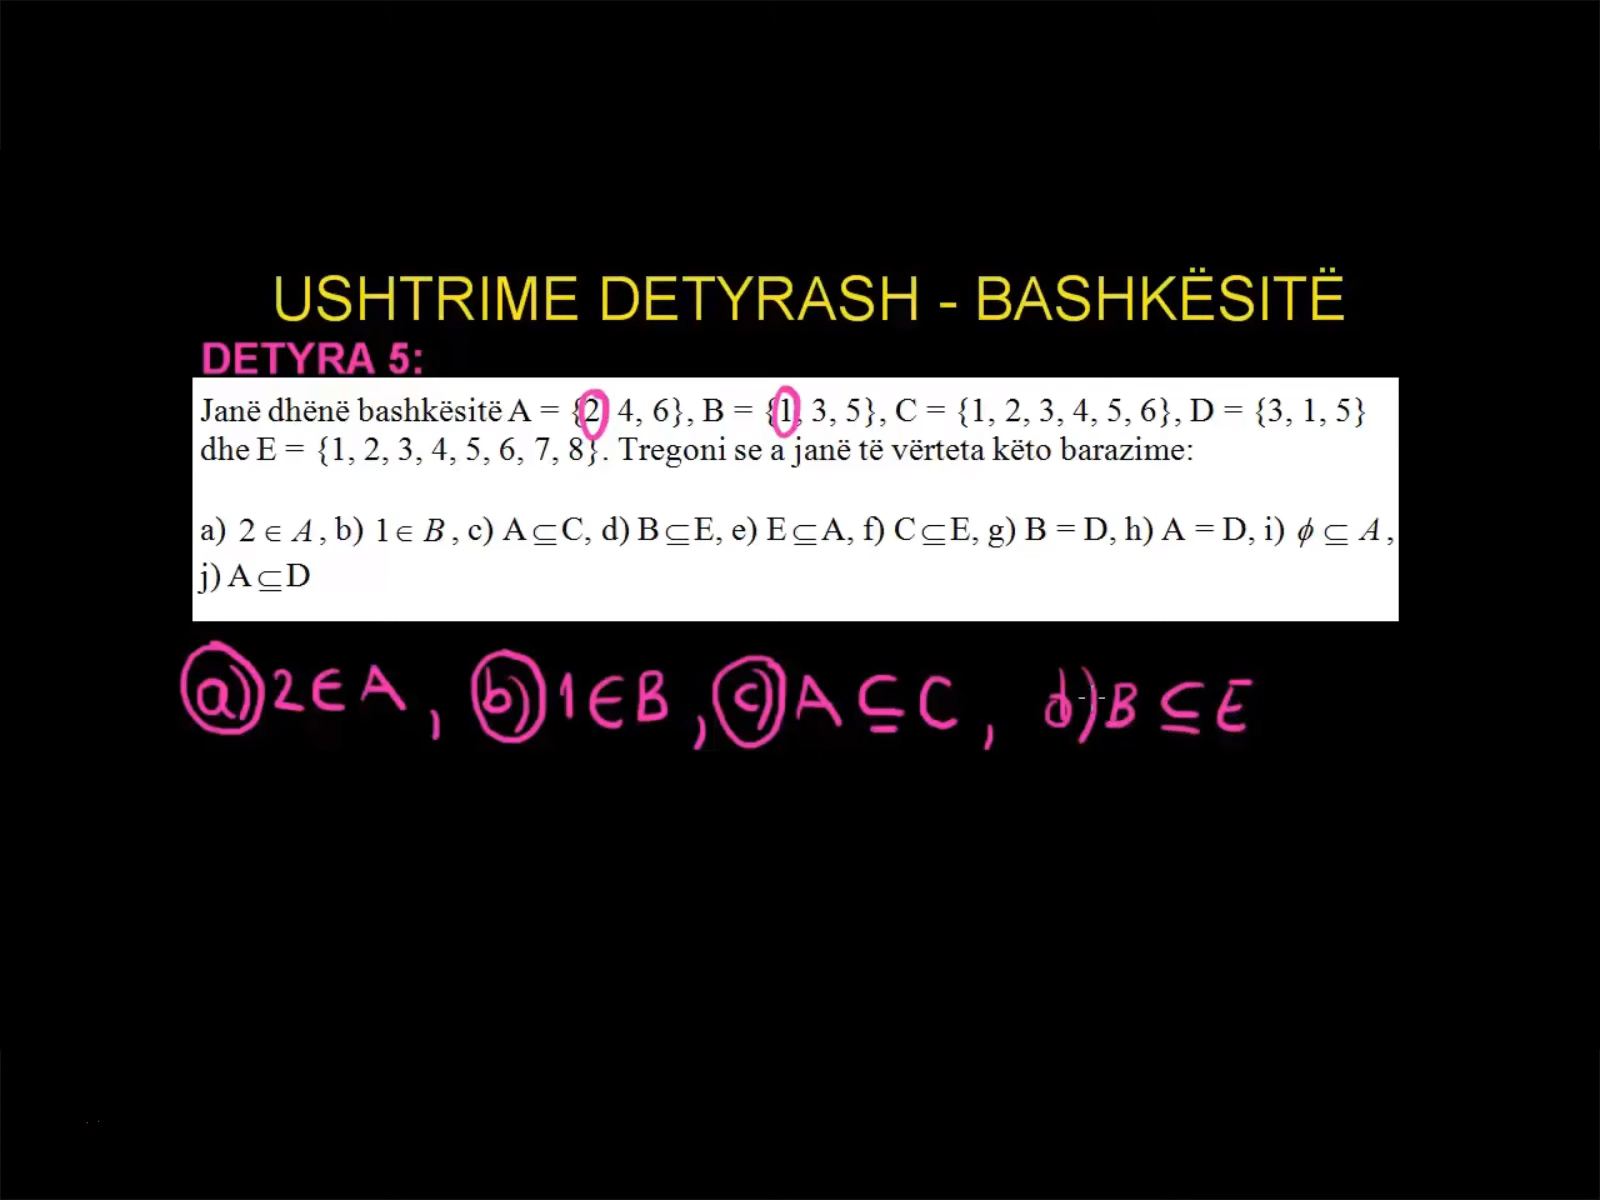 USHTRIME DETYRASH - BASHKËSITË
DETYRA 5:
Janë dhënë bashkësitë A = {2, 4, 6}, B = {1, 3, 5}, C = {1, 2, 3, 4, 5, 6}, D = {3, 1, 5}
dhe E = {1, 2, 3, 4, 5, 6, 7, 8}. Tregoni se a janë të vërteta këto barazime:
a) 2 ∈ A, b) 1 ∈ B, c) A ⊆ C, d) B ⊆ E, e) E ⊆ A, f) C ⊆ E, g) B = D, h) A = D, i) ϕ ⊆ A,
j) A ⊆ D
a) 2 ∈ A, b) 1 ∈ B, c) A ⊆ C, d) B ⊆ E